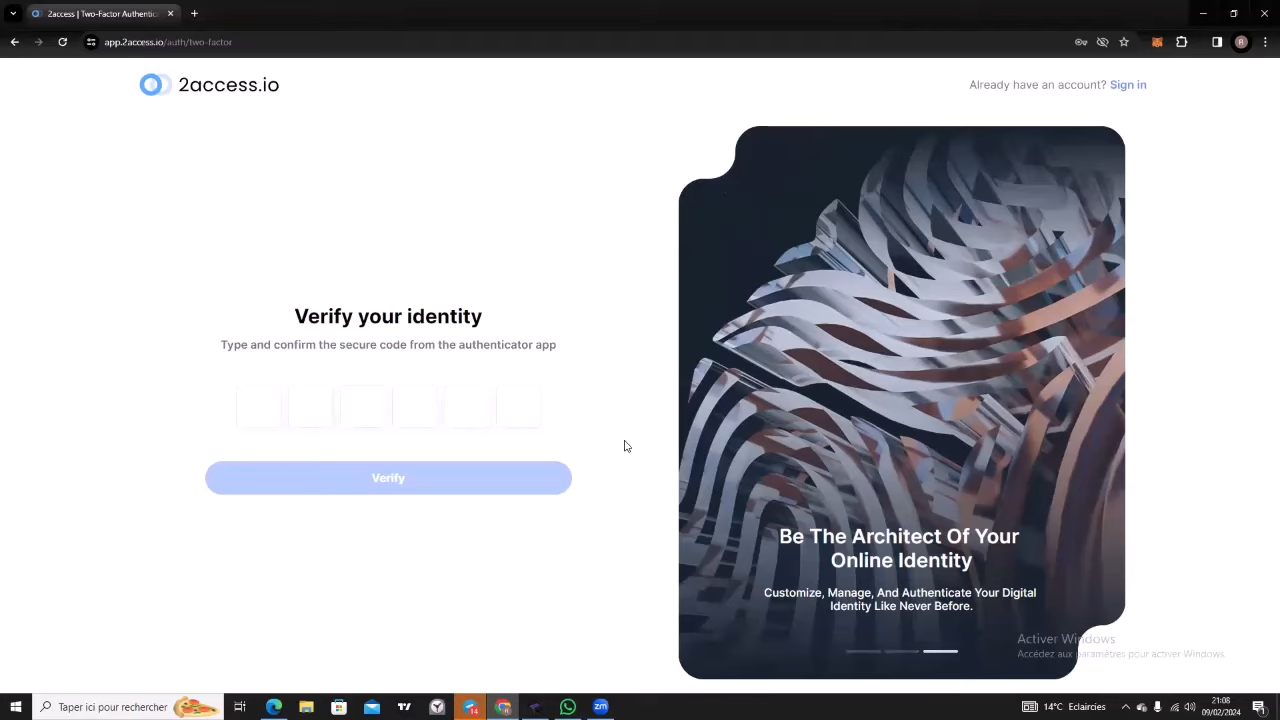 2access | Two-Factor Authentic
app.2access.io/auth/two-factor
2access.io
Already have an account? Sign in
Verify your identity
Type and confirm the secure code from the authenticator app
Verify
Be The Architect Of Your
Online Identity
Customize, Manage, And Authenticate Your Digital
Identity Like Never Before.
Activer Windows
Accédez aux paramètres pour activer Windows.
Taper ici pour rechercher
14
14°C Eclaircies
21:08
09/02/2024